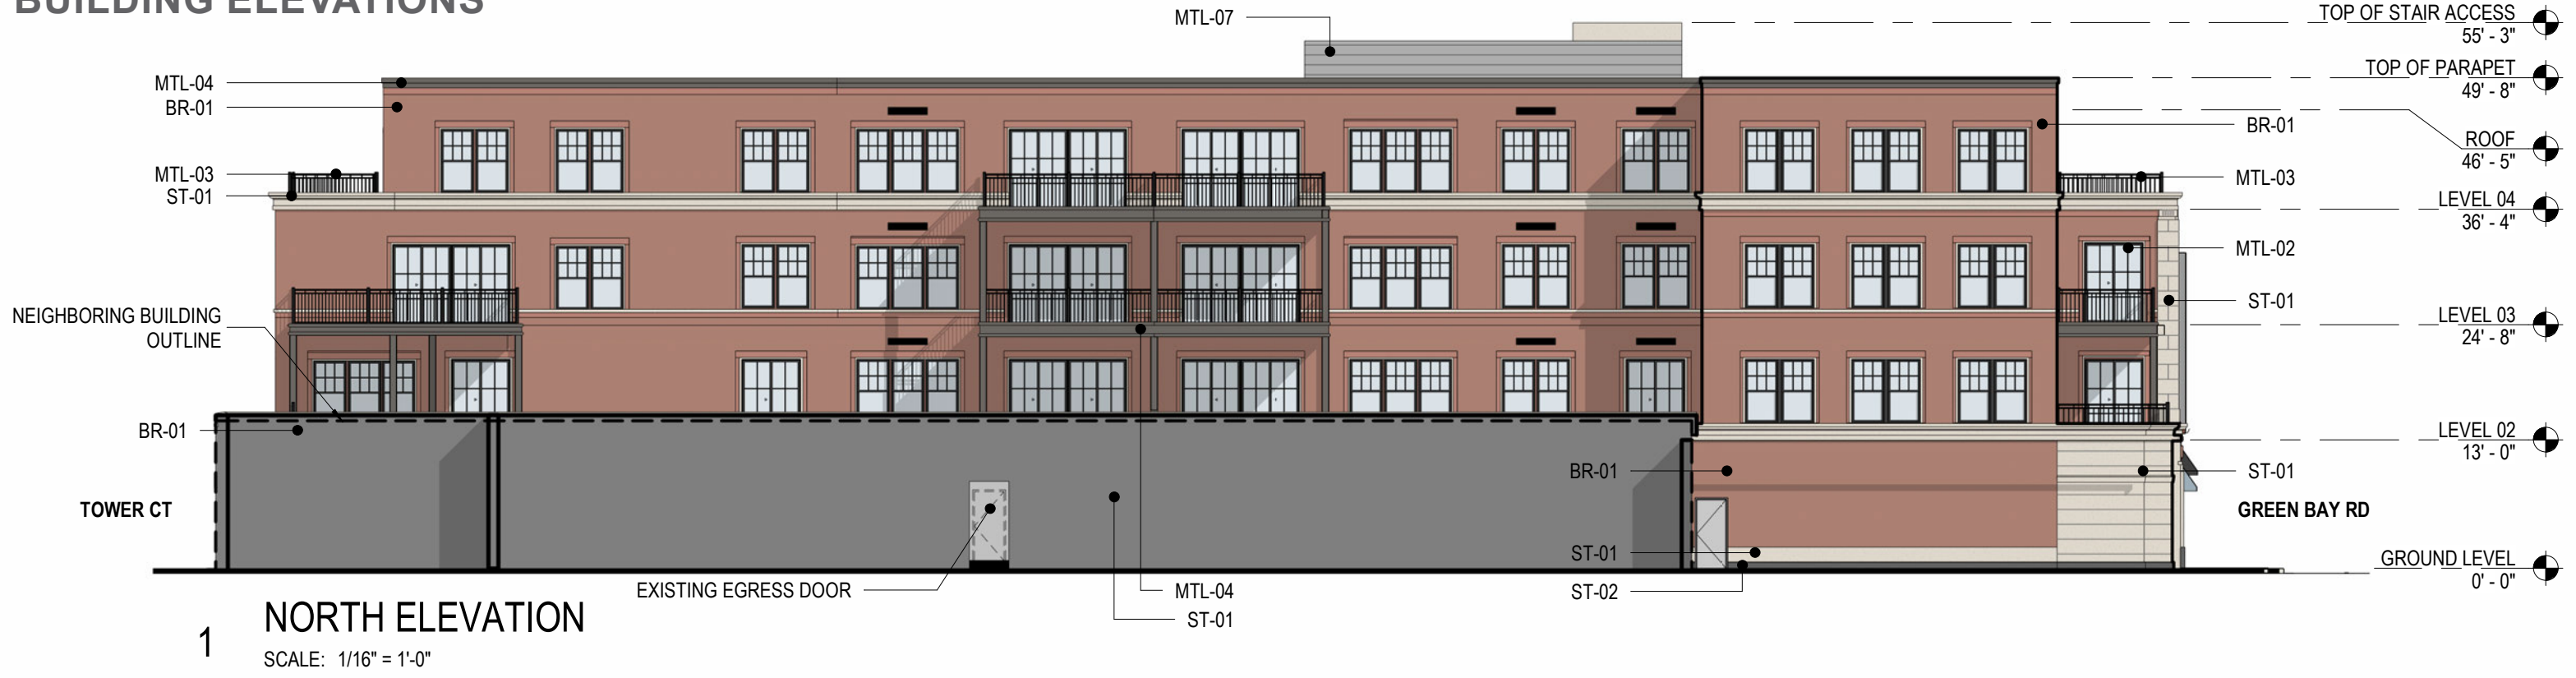 BUILDING ELEVATIONS
MTL-07
TOP OF STAIR ACCESS
55' - 3"
MTL-04
TOP OF PARAPET
49' - 8"
BR-01
BR-01
ROOF
46' - 5"
MTL-03
MTL-03
ST-01
LEVEL 04
36' - 4"
MTL-02
ST-01
NEIGHBORING BUILDING
OUTLINE
LEVEL 03
24' - 8"
BR-01
LEVEL 02
13' - 0"
BR-01
ST-01
TOWER CT
GREEN BAY RD
ST-01
GROUND LEVEL
0' - 0"
EXISTING EGRESS DOOR
MTL-04
ST-02
ST-01
1
NORTH ELEVATION
SCALE: 1/16" = 1'-0"